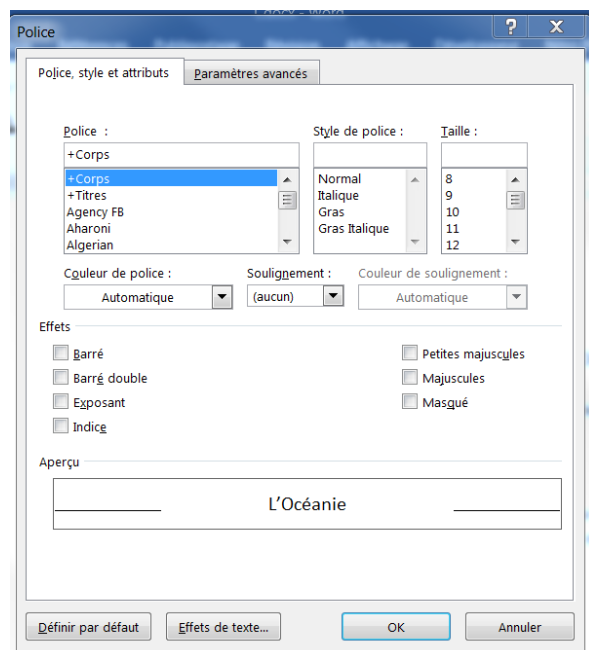 1.docx - Word
Police
? X
Police, style et attributs Paramètres avancés
Police : Style de police : Taille :
+Corps
+Corps Normal 8
+Titres Italique 9
Agency FB Gras 10
Aharoni Gras Italique 11
Algerian 12
Couleur de police : Soulignement : Couleur de soulignement :
Automatique (aucun) Automatique
Effets
Barré Petites majuscules
Barré double Majuscules
Exposant Masqué
Indice
Aperçu
L'Océanie
Définir par défaut Effets de texte... OK Annuler